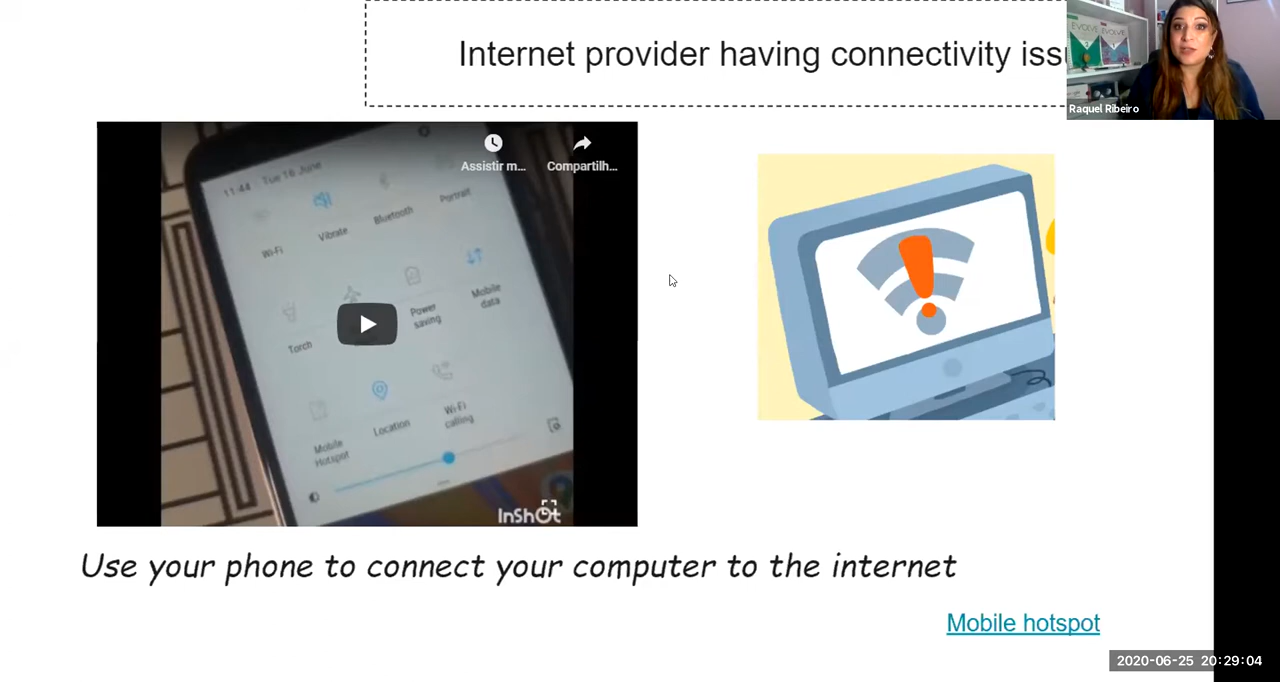 Internet provider having connectivity iss
EVOLVE EVOLVE
Raquel Ribeiro
Assistir m... Compartilh...
11:44 Tue 16 June
Wi-Fi Vibrate Bluetooth Portrait
Torch Power saving Mobile data
Mobile Hotspot Location Wi-Fi calling
InShOt
Use your phone to connect your computer to the internet
Mobile hotspot
2020-06-25 20:29:04